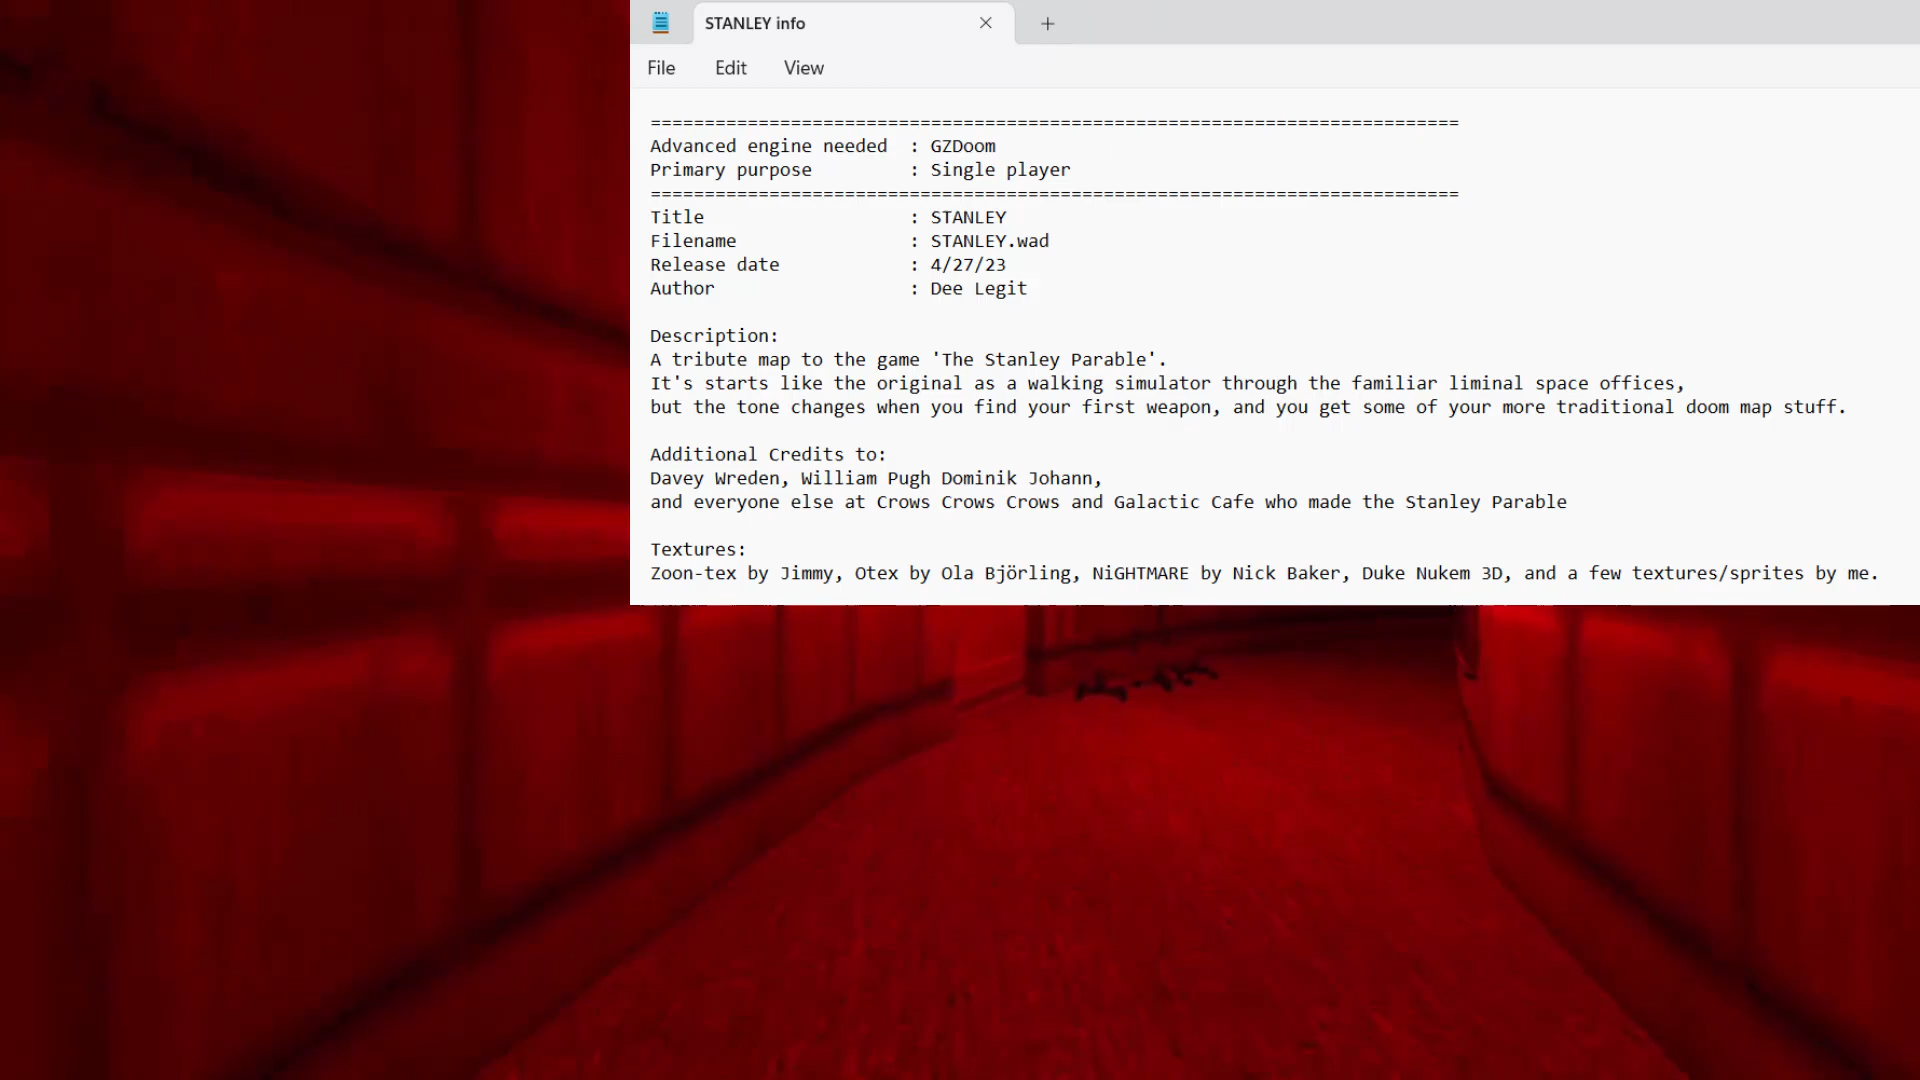 STANLEY info
File Edit View
===========================================================================
Advanced engine needed : GZDoom
Primary purpose : Single player
===========================================================================
Title : STANLEY
Filename : STANLEY.wad
Release date : 4/27/23
Author : Dee Legit
Description:
A tribute map to the game 'The Stanley Parable'.
It's starts like the original as a walking simulator through the familiar liminal space offices,
but the tone changes when you find your first weapon, and you get some of your more traditional doom map stuff.
Additional Credits to:
Davey Wreden, William Pugh Dominik Johann,
and everyone else at Crows Crows Crows and Galactic Cafe who made the Stanley Parable
Textures:
Zoon-tex by Jimmy, Otex by Ola Björling, NiGHTMARE by Nick Baker, Duke Nukem 3D, and a few textures/sprites by me.